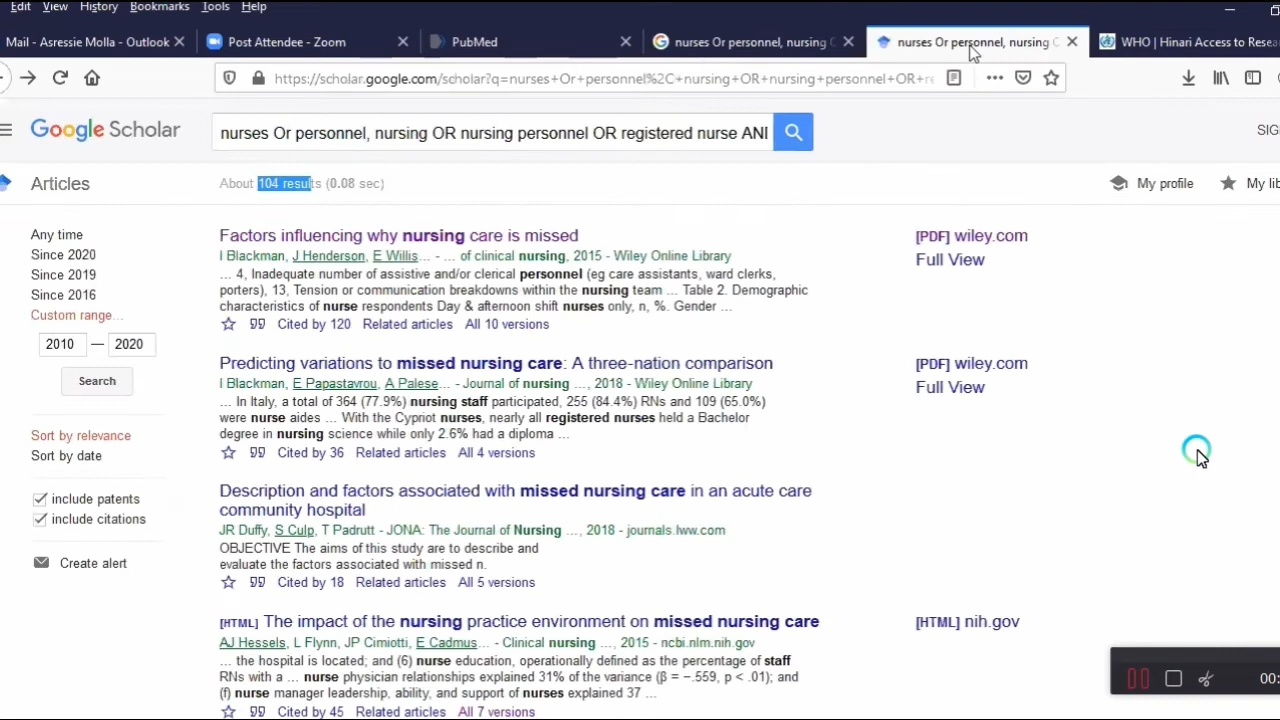 Edit View History Bookmarks Tools Help
Mail - Asressie Molla - Outlook Post Attendee - Zoom PubMed nurses Or personnel, nursing nurses Or personnel, nursing WHO | Hinari Access to Resea
https://scholar.google.com/scholar?q=nurses+Or+personnel%2C+nursing+OR+nursing+personnel+OR+re
Google Scholar nurses Or personnel, nursing OR nursing personnel OR registered nurse AND SIG
Articles About 104 results (0.08 sec) My profile My lib
Any time
Since 2020
Since 2019
Since 2016
Custom range...
2010 — 2020
Search
Sort by relevance
Sort by date
include patents
include citations
Create alert
Factors influencing why nursing care is missed [PDF] wiley.com
I Blackman, J Henderson, E Willis... - ... of clinical nursing, 2015 - Wiley Online Library Full View
... 4, Inadequate number of assistive and/or clerical personnel (eg care assistants, ward clerks,
porters), 13, Tension or communication breakdowns within the nursing team ... Table 2. Demographic
characteristics of nurse respondents Day & afternoon shift nurses only, n, %. Gender ...
Cited by 120 Related articles All 10 versions
Predicting variations to missed nursing care: A three-nation comparison [PDF] wiley.com
I Blackman, E Papastavrou, A Palese... - Journal of nursing ..., 2018 - Wiley Online Library Full View
... In Italy, a total of 364 (77.9%) nursing staff participated, 255 (84.4%) RNs and 109 (65.0%)
were nurse aides ... With the Cypriot nurses, nearly all registered nurses held a Bachelor
degree in nursing science while only 2.6% had a diploma ...
Cited by 36 Related articles All 4 versions
Description and factors associated with missed nursing care in an acute care
community hospital
JR Duffy, S Culp, T Padrutt - JONA: The Journal of Nursing ..., 2018 - journals.lww.com
OBJECTIVE The aims of this study are to describe and
evaluate the factors associated with missed n.
Cited by 18 Related articles All 5 versions
[HTML] The impact of the nursing practice environment on missed nursing care [HTML] nih.gov
AJ Hessels, L Flynn, JP Cimiotti, E Cadmus... - Clinical nursing ..., 2015 - ncbi.nlm.nih.gov
... the hospital is located; and (6) nurse education, operationally defined as the percentage of staff
RNs with a ... nurse physician relationships explained 31% of the variance (β = −.559, p < .01); and
(f) nurse manager leadership, ability, and support of nurses explained 37 ...
Cited by 45 Related articles All 7 versions
00: